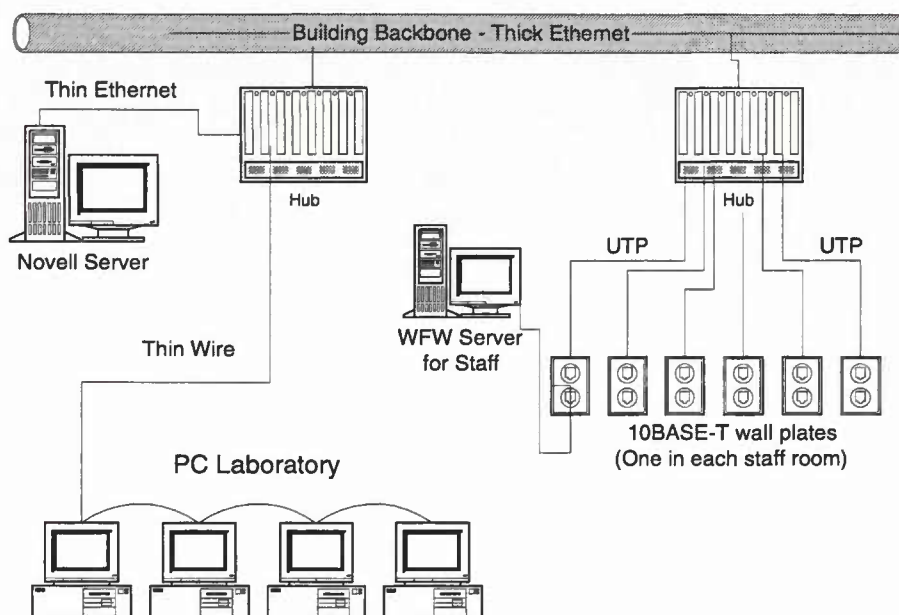 Building Backbone - Thick Ethernet
Thin Ethernet
Hub
Hub
Novell Server
UTP
UTP
WFW Server
for Staff
Thin Wire
10BASE-T wall plates
(One in each staff room)
PC Laboratory